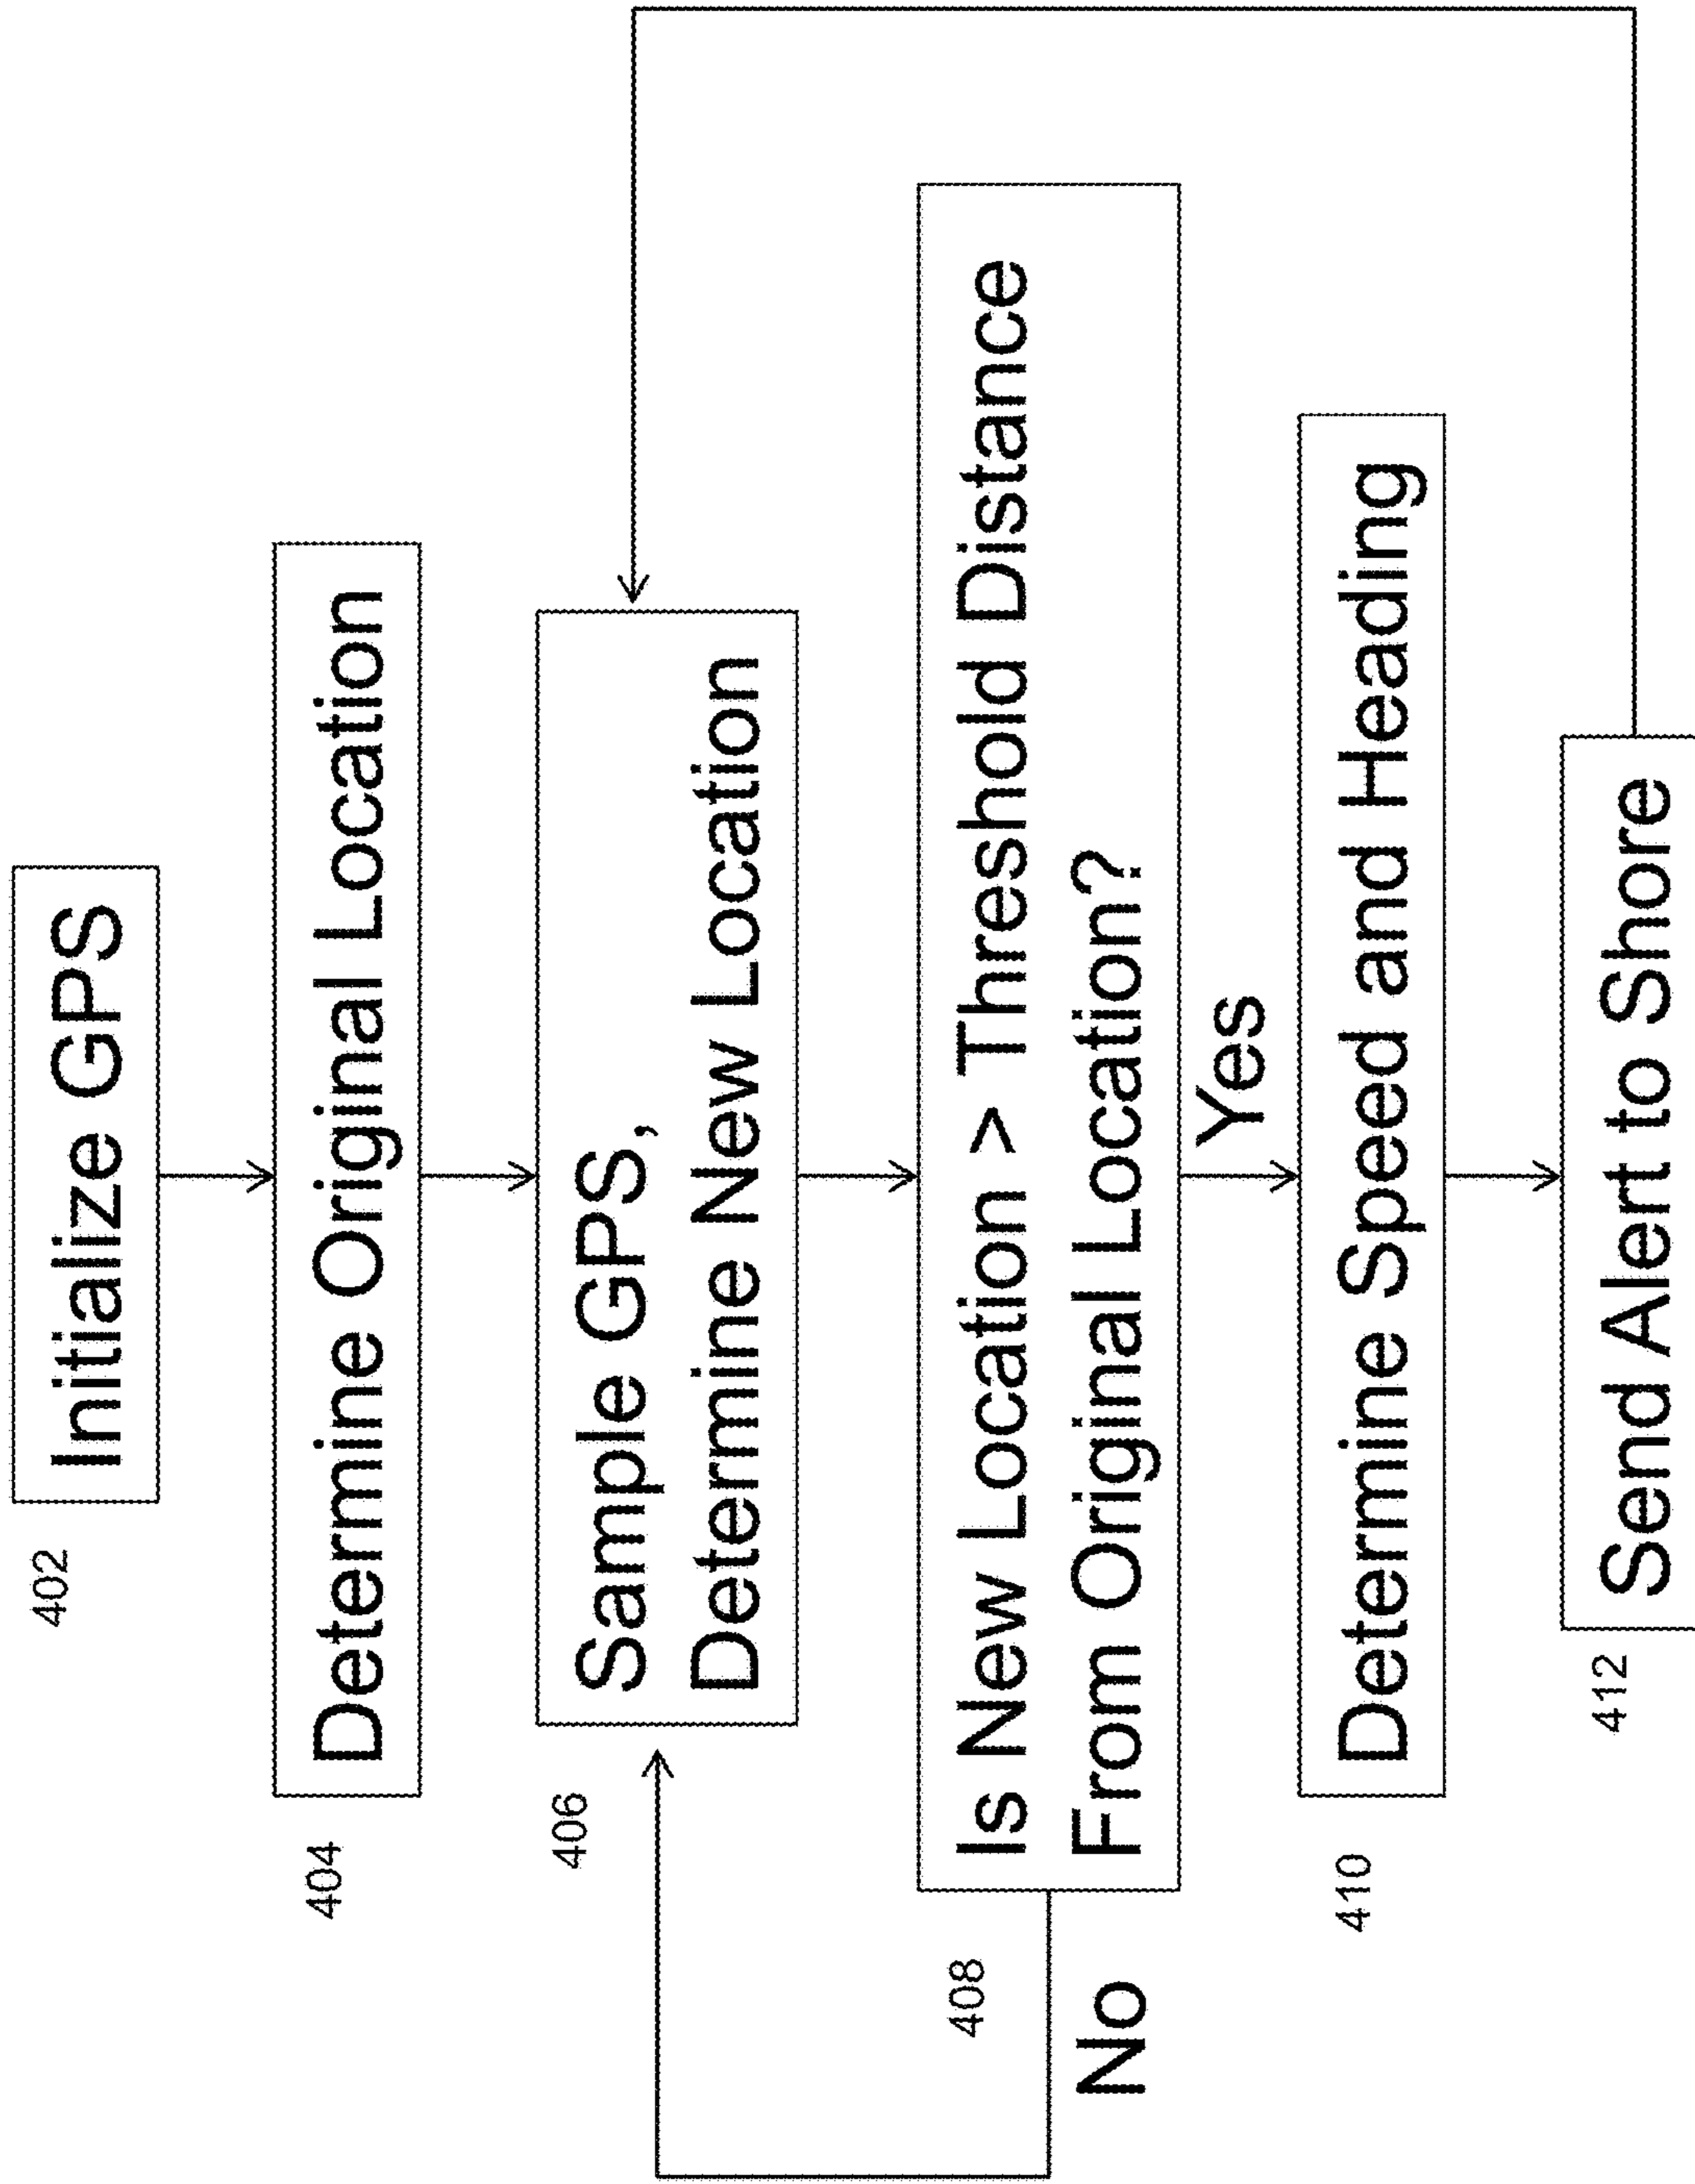 402
Initialize GPS
404
Determine Original Location
406
Sample GPS,
Determine New Location
408
Is New Location > Threshold Distance
From Original Location?
No
Yes
410
Determine Speed and Heading
412
Send Alert to Shore